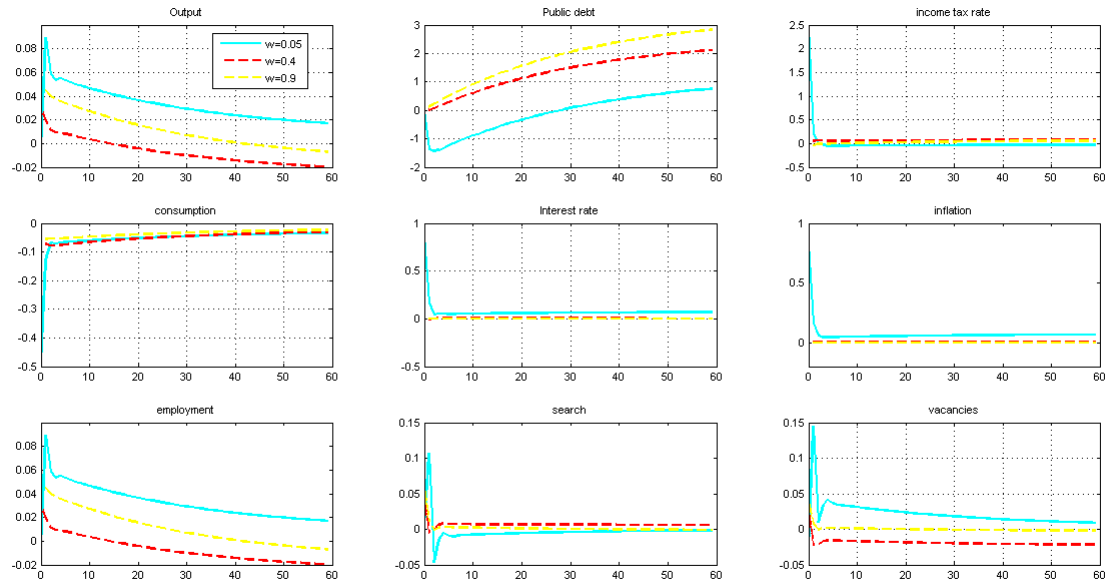 Output
Public debt
income tax rate
0.08
0.06
0.04
0.02
0
-0.02
0 10 20 30 40 50 60
w=0.05
w=0.4
w=0.9
3
2
1
0
-1
-2
0 10 20 30 40 50 60
2.5
2
1.5
1
0.5
0
-0.5
0 10 20 30 40 50 60
consumption
Interest rate
inflation
0
-0.1
-0.2
-0.3
-0.4
-0.5
0 10 20 30 40 50 60
1
0.5
0
-0.5
0 10 20 30 40 50 60
1
0.5
0
0 10 20 30 40 50 60
employment
search
vacancies
0.08
0.06
0.04
0.02
0
-0.02
0 10 20 30 40 50 60
0.15
0.1
0.05
0
-0.05
0 10 20 30 40 50 60
0.15
0.1
0.05
0
-0.05
0 10 20 30 40 50 60